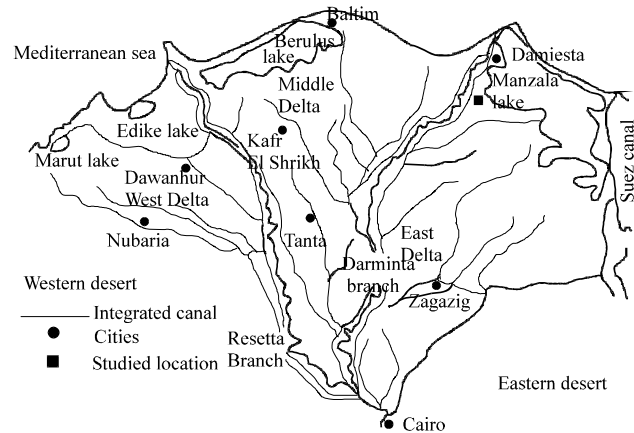 Baltim
Mediterranean sea
Berulus
lake
Damiesta
Middle
Delta
Manzala
lake
Edike lake
Kafr
El Shrikh
Marut lake
Dawanhur
West Delta
Suez canal
Nubaria
Tanta
East
Delta
Darminta
branch
Western desert
Zagazig
Integrated canal
Cities
Studied location
Resetta
Branch
Eastern desert
Cairo